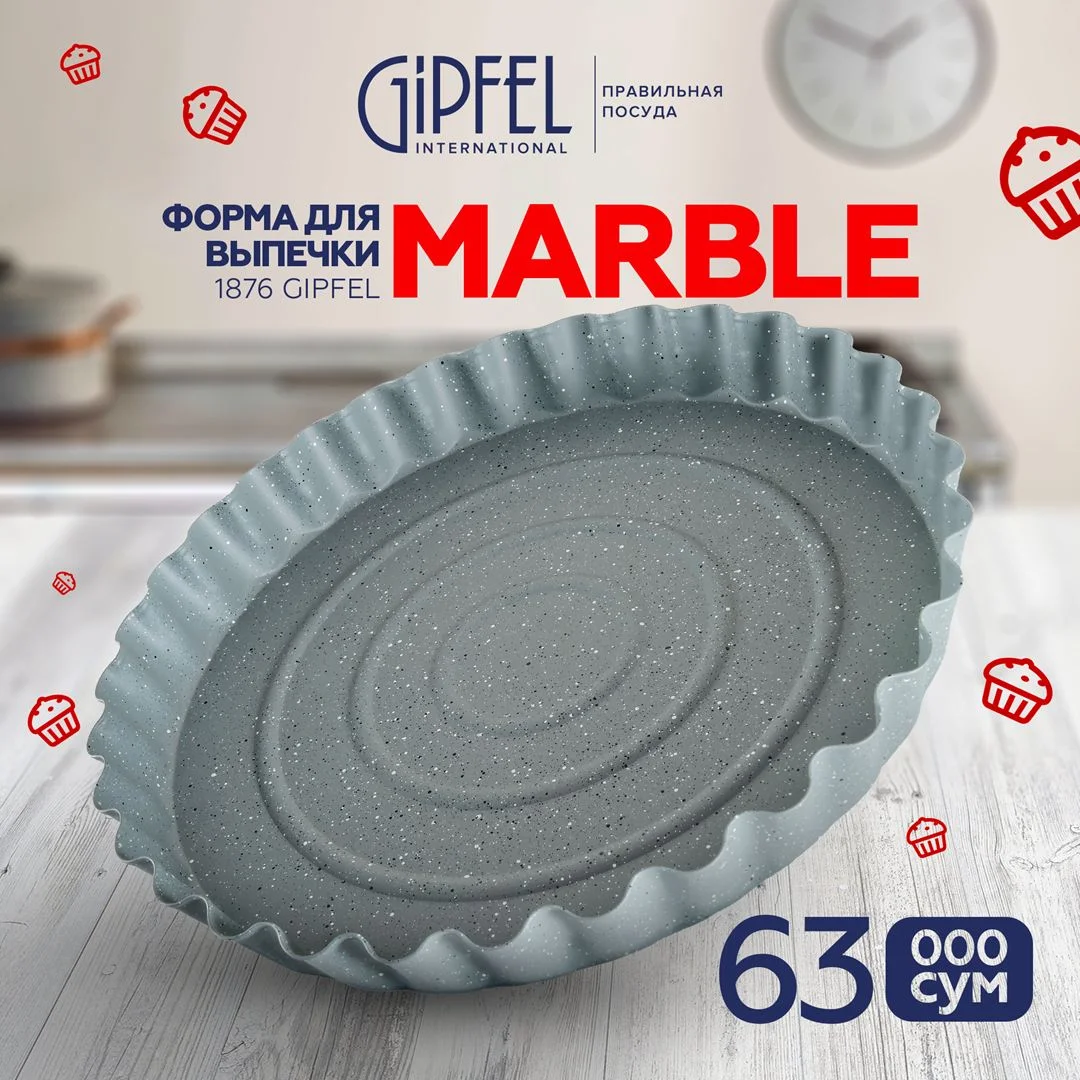 GiPFEL
INTERNATIONAL
ПРАВИЛЬНАЯ
ПОСУДА
ФОРМА ДЛЯ
ВЫПЕЧКИ
1876 GIPFEL
MARBLE
63 000
СУМ